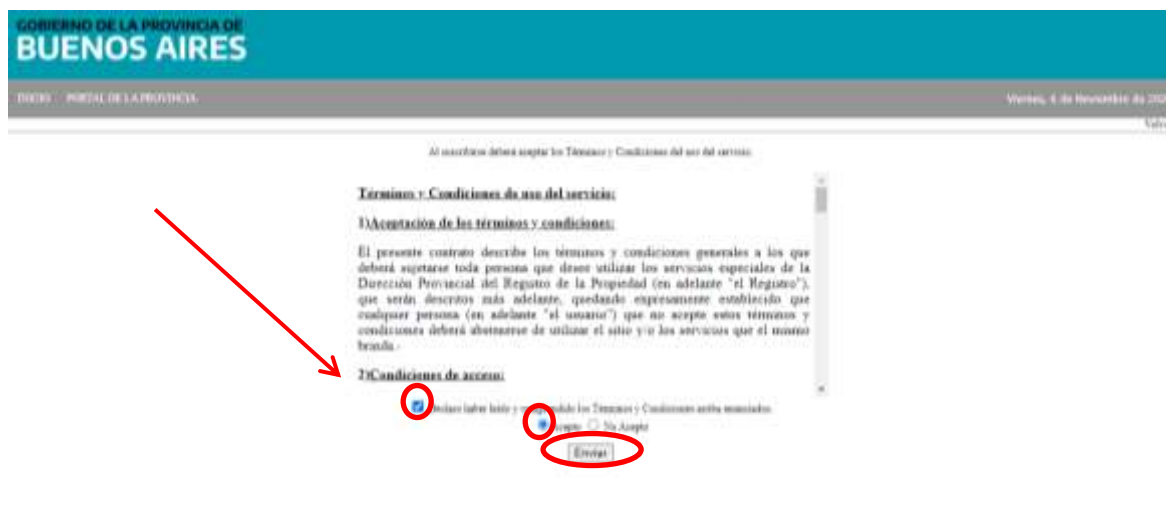 GOBIERNO DE LA PROVINCIA DE
BUENOS AIRES
INICIO PORTAL DE LA PROVINCIA
Viernes, 6 de Noviembre de 202
Volv
Al suscribirse deberá aceptar los Términos y Condiciones del uso del servicio.
Términos y Condiciones de uso del servicio:
1)Aceptación de los términos y condiciones:
El presente contrato describe los términos y condiciones generales a los que
deberá sujetarse toda persona que desee utilizar los servicios especiales de la
Dirección Provincial del Registro de la Propiedad (en adelante "el Registro"),
que serán descritos más adelante, quedando expresamente establecido que
cualquier persona (en adelante "el usuario") que no acepte estos términos y
condiciones deberá abstenerse de utilizar el sitio y/o los servicios que el mismo
brinda.-
2)Condiciones de acceso:
haber leído y los Términos y Condiciones arriba enunciados.
Acepto No Acepto
Enviar